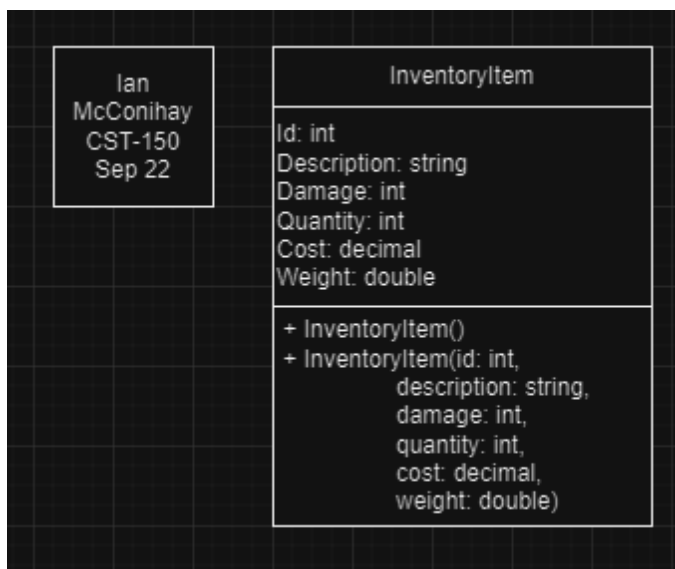 Ian
McConihay
CST-150
Sep 22
InventoryItem
Id: int
Description: string
Damage: int
Quantity: int
Cost: decimal
Weight: double
+ InventoryItem()
+ InventoryItem(id: int,
description: string,
damage: int,
quantity: int,
cost: decimal,
weight: double)